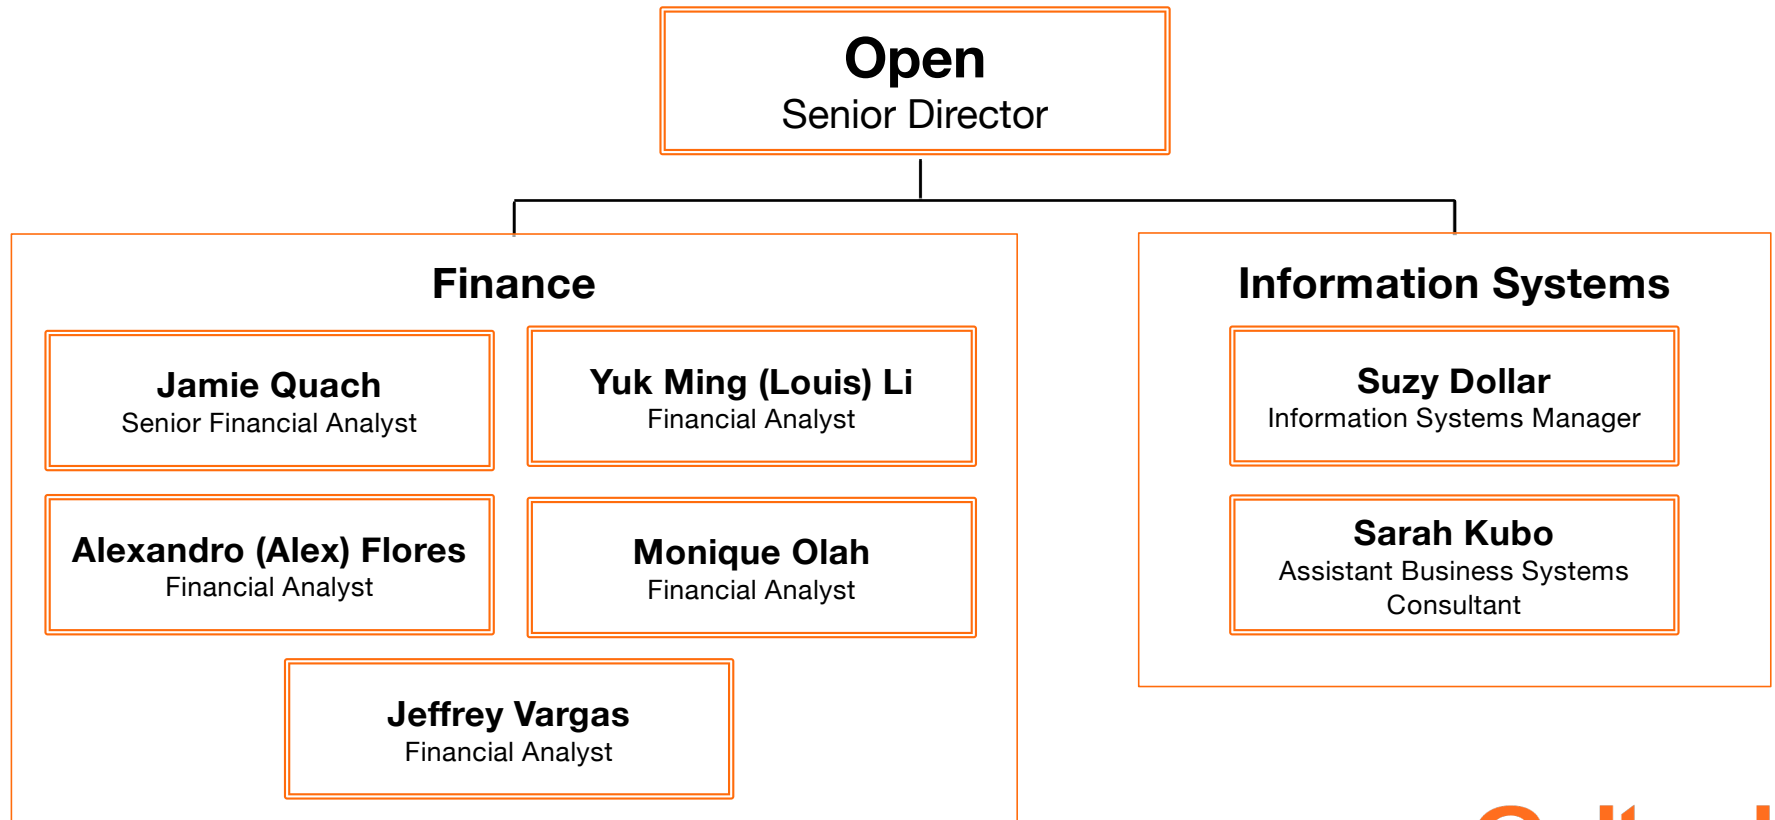 Open
Senior Director
Finance
Jamie Quach
Senior Financial Analyst
Yuk Ming (Louis) Li
Financial Analyst
Alexandro (Alex) Flores
Financial Analyst
Monique Olah
Financial Analyst
Jeffrey Vargas
Financial Analyst
Information Systems
Suzy Dollar
Information Systems Manager
Sarah Kubo
Assistant Business Systems
Consultant